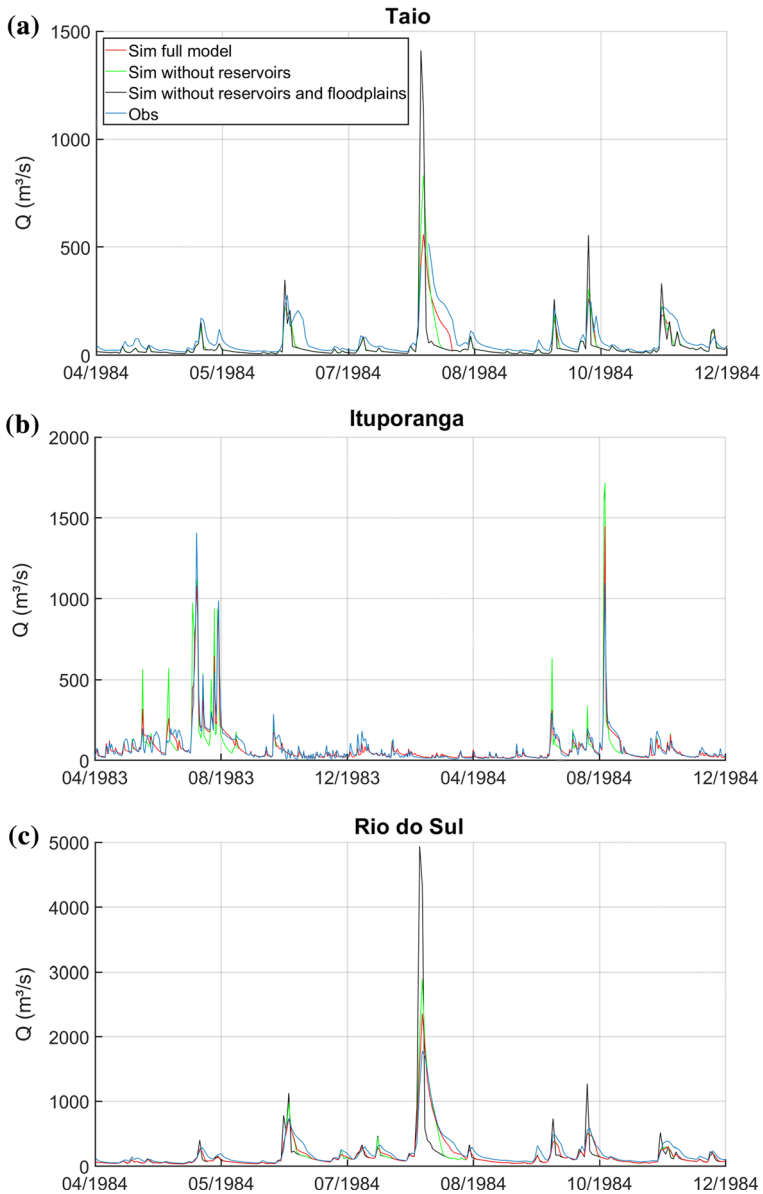 (a)
Taio
1500
1000
500
0
Q (m³/s)
Sim full model
Sim without reservoirs
Sim without reservoirs and floodplains
Obs
04/1984 05/1984 07/1984 08/1984 10/1984 12/1984
(b)
Ituporanga
2000
1500
1000
500
0
Q (m³/s)
04/1983 08/1983 12/1983 04/1984 08/1984 12/1984
(c)
Rio do Sul
5000
4000
3000
2000
1000
0
Q (m³/s)
04/1984 05/1984 07/1984 08/1984 10/1984 12/1984